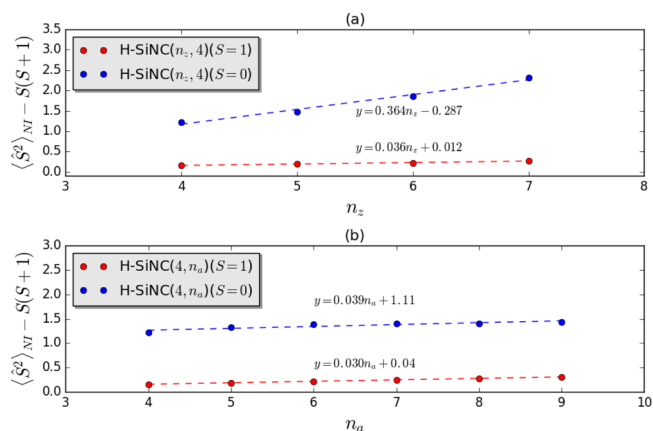 (a)
3.5
3.0
2.5
2.0
1.5
1.0
0.5
0.0
⟨Ŝ²⟩_{NI} − S(S+1)
H-SiNC(n_z,4)(S=1)
H-SiNC(n_z,4)(S=0)
y=0.364n_z−0.287
y=0.036n_z+0.012
3 4 5 6 7 8
n_z
(b)
3.0
2.5
2.0
1.5
1.0
0.5
0.0
⟨Ŝ²⟩_{NI} − S(S+1)
H-SiNC(4,n_a)(S=1)
H-SiNC(4,n_a)(S=0)
y=0.039n_a+1.11
y=0.030n_a+0.04
3 4 5 6 7 8 9 10
n_a